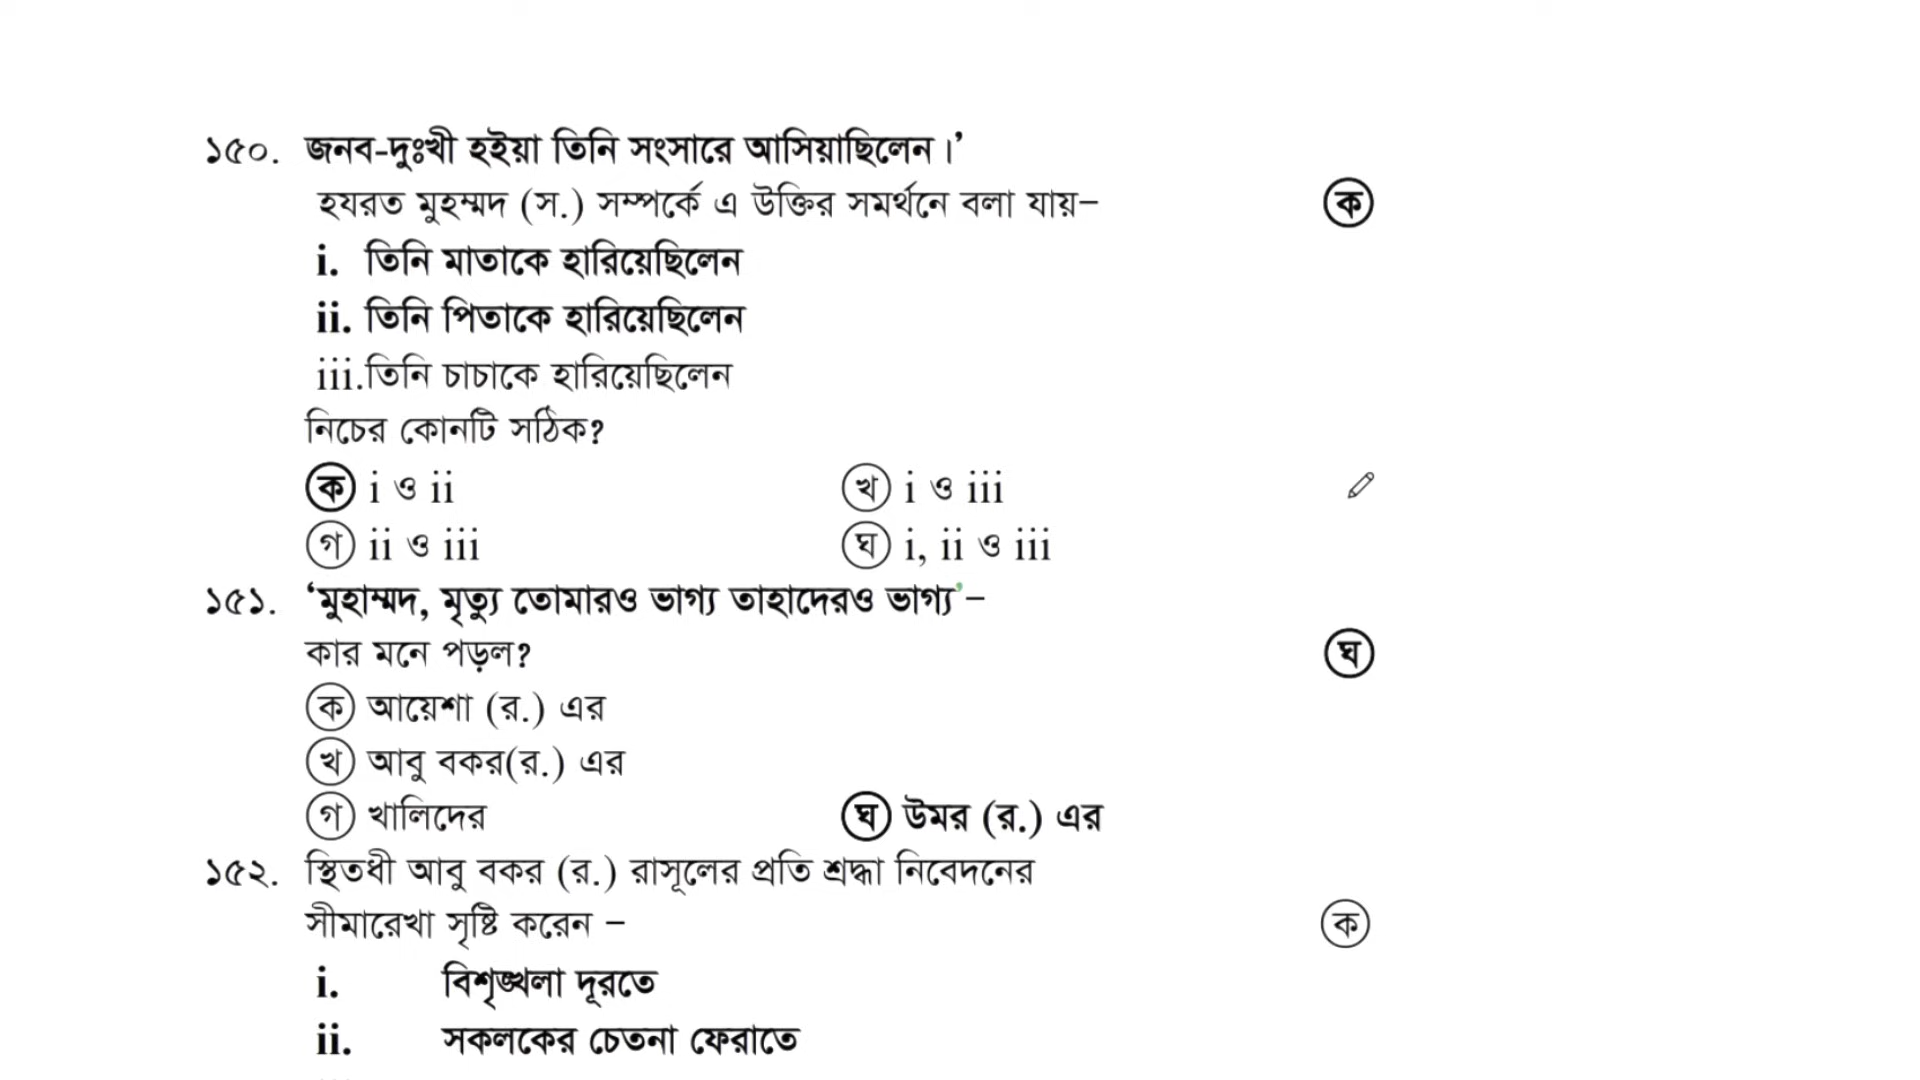 ১৫০. জনব-দুঃখী হইয়া তিনি সংসারে আসিয়াছিলেন।’
হযরত মুহম্মদ (স.) সম্পর্কে এ উক্তির সমর্থনে বলা যায়– ক
i. তিনি মাতাকে হারিয়েছিলেন
ii. তিনি পিতাকে হারিয়েছিলেন
iii.তিনি চাচাকে হারিয়েছিলেন
নিচের কোনটি সঠিক?
ক i ও ii খ i ও iii
গ ii ও iii ঘ i, ii ও iii
১৫১. ‘মুহাম্মদ, মৃত্যু তোমারও ভাগ্য তাহাদেরও ভাগ্য’–
কার মনে পড়ল? ঘ
ক আয়েশা (র.) এর
খ আবু বকর(র.) এর
গ খালিদের ঘ উমর (র.) এর
১৫২. স্থিতধী আবু বকর (র.) রাসূলের প্রতি শ্রদ্ধা নিবেদনের
সীমারেখা সৃষ্টি করেন – ক
i. বিশৃঙ্খলা দূরতে
ii. সকলকের চেতনা ফেরাতে